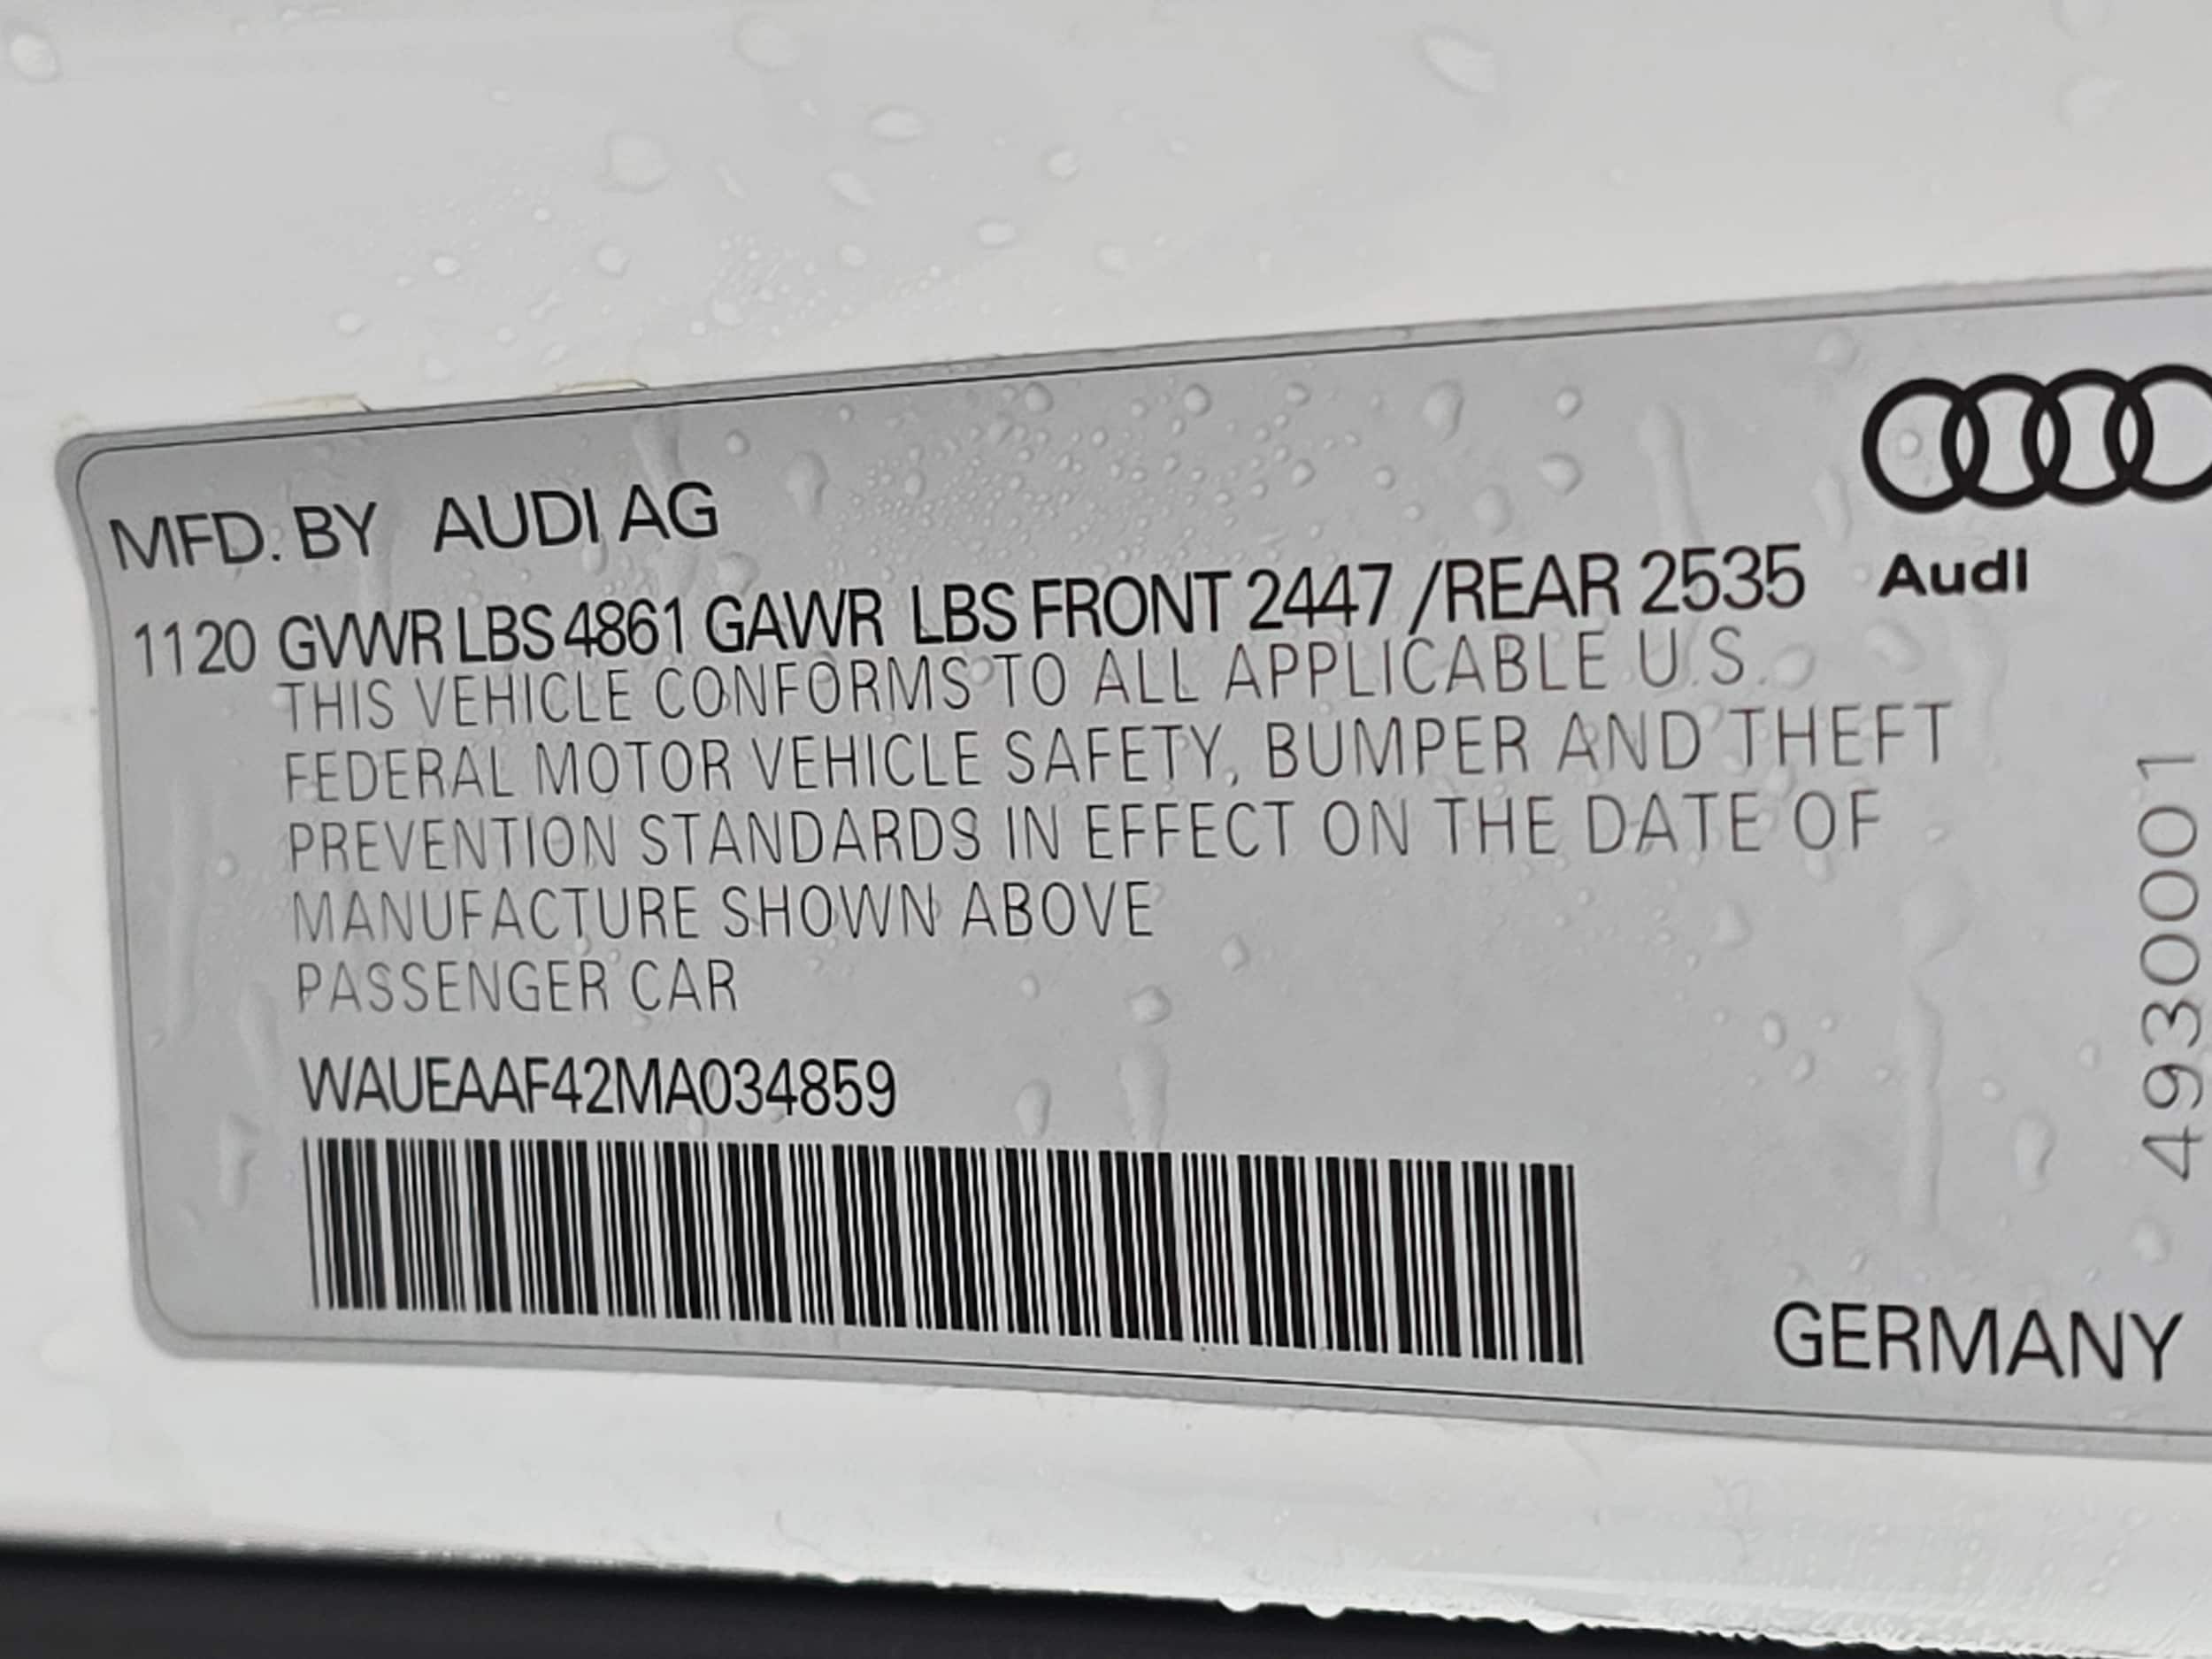 MFD. BY AUDI AG
1120 GVWR LBS 4861 GAWR LBS FRONT 2447 /REAR 2535
Audi
THIS VEHICLE CONFORMS TO ALL APPLICABLE U.S.
FEDERAL MOTOR VEHICLE SAFETY, BUMPER AND THEFT
PREVENTION STANDARDS IN EFFECT ON THE DATE OF
MANUFACTURE SHOWN ABOVE
PASSENGER CAR
WAUEAAF42MA034859
GERMANY
4930001